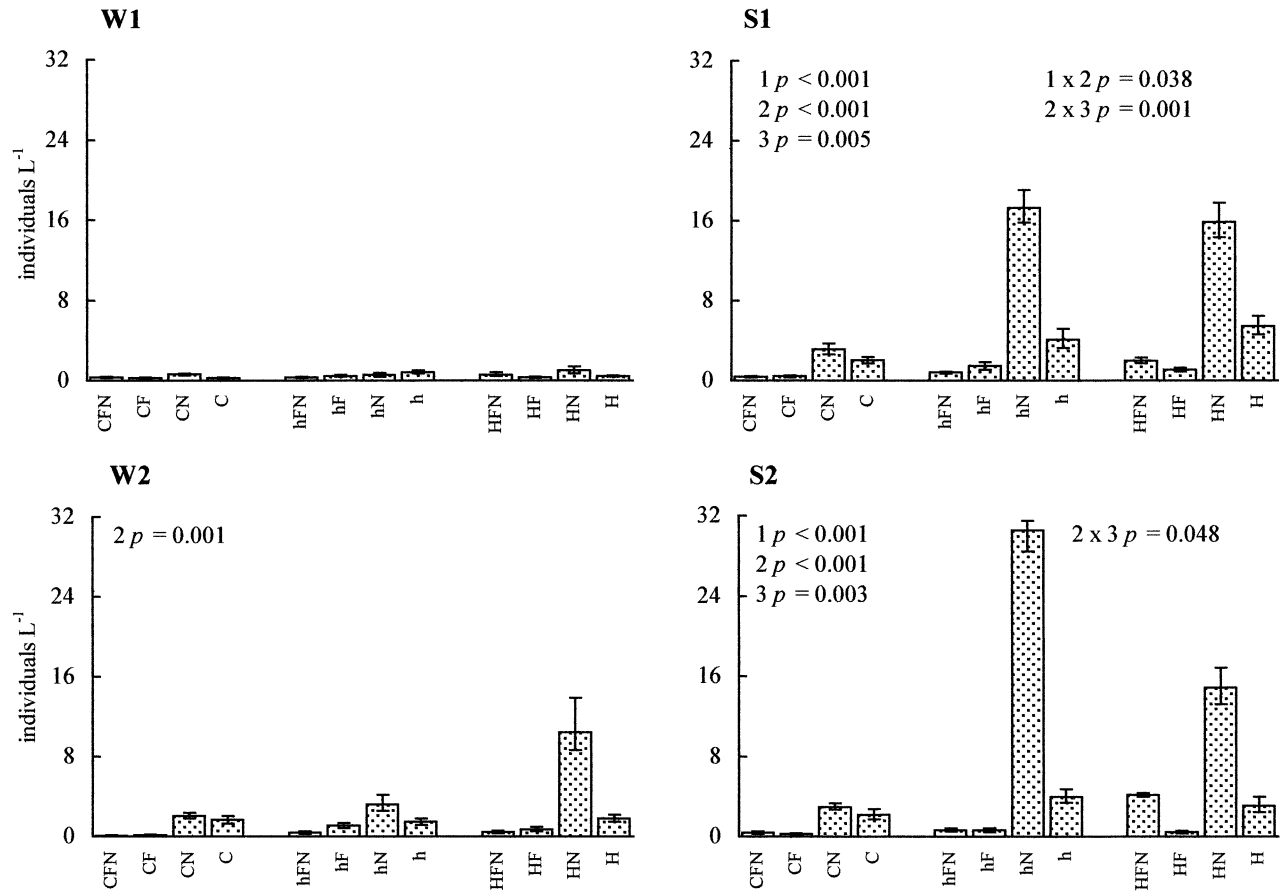 W1
32
24
16
8
0
individuals L-1
CFN CF CN C hFN hF hN h HFN HF HN H
S1
32
24
16
8
0
1 p < 0.001
2 p < 0.001
3 p = 0.005
1 x 2 p = 0.038
2 x 3 p = 0.001
CFN CF CN C hFN hF hN h HFN HF HN H
W2
32
24
16
8
0
individuals L-1
2 p = 0.001
CFN CF CN C hFN hF hN h HFN HF HN H
S2
32
24
16
8
0
1 p < 0.001
2 p < 0.001
3 p = 0.003
2 x 3 p = 0.048
CFN CF CN C hFN hF hN h HFN HF HN H